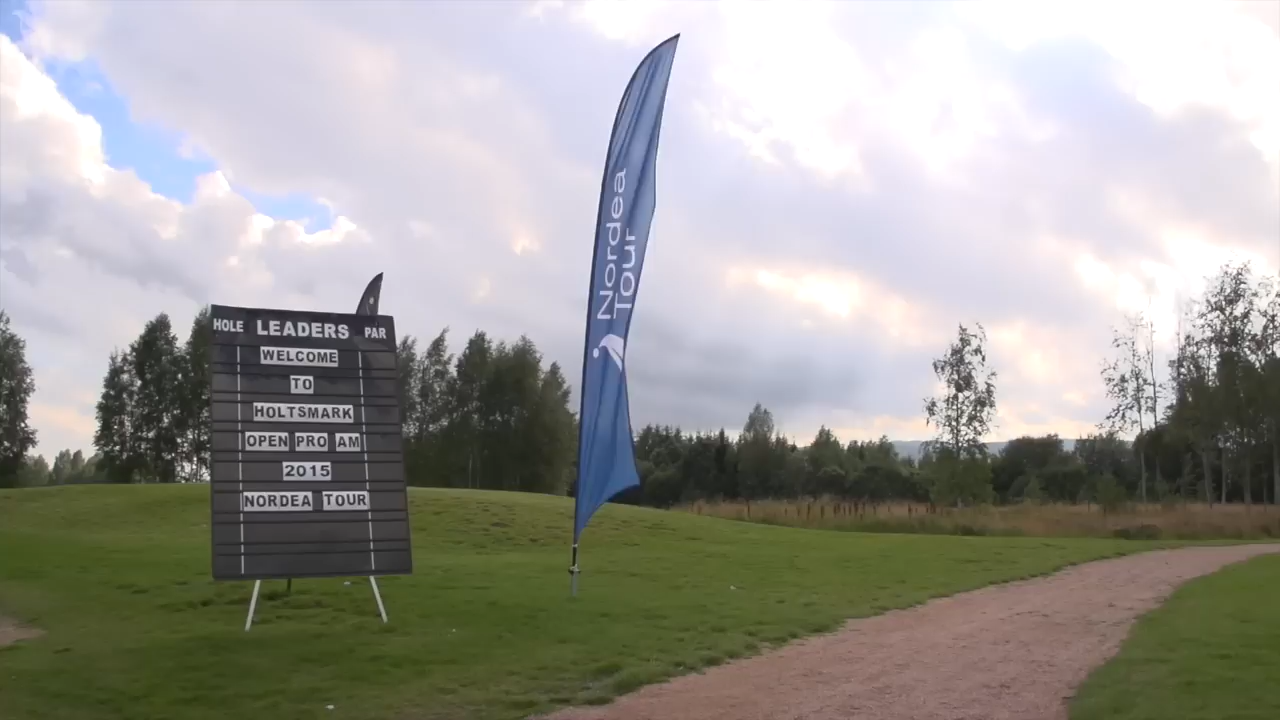 HOLE LEADERS PAR
WELCOME
TO
HOLTSMARK
OPEN PRO AM
2015
NORDEA TOUR
Nordea
Tour